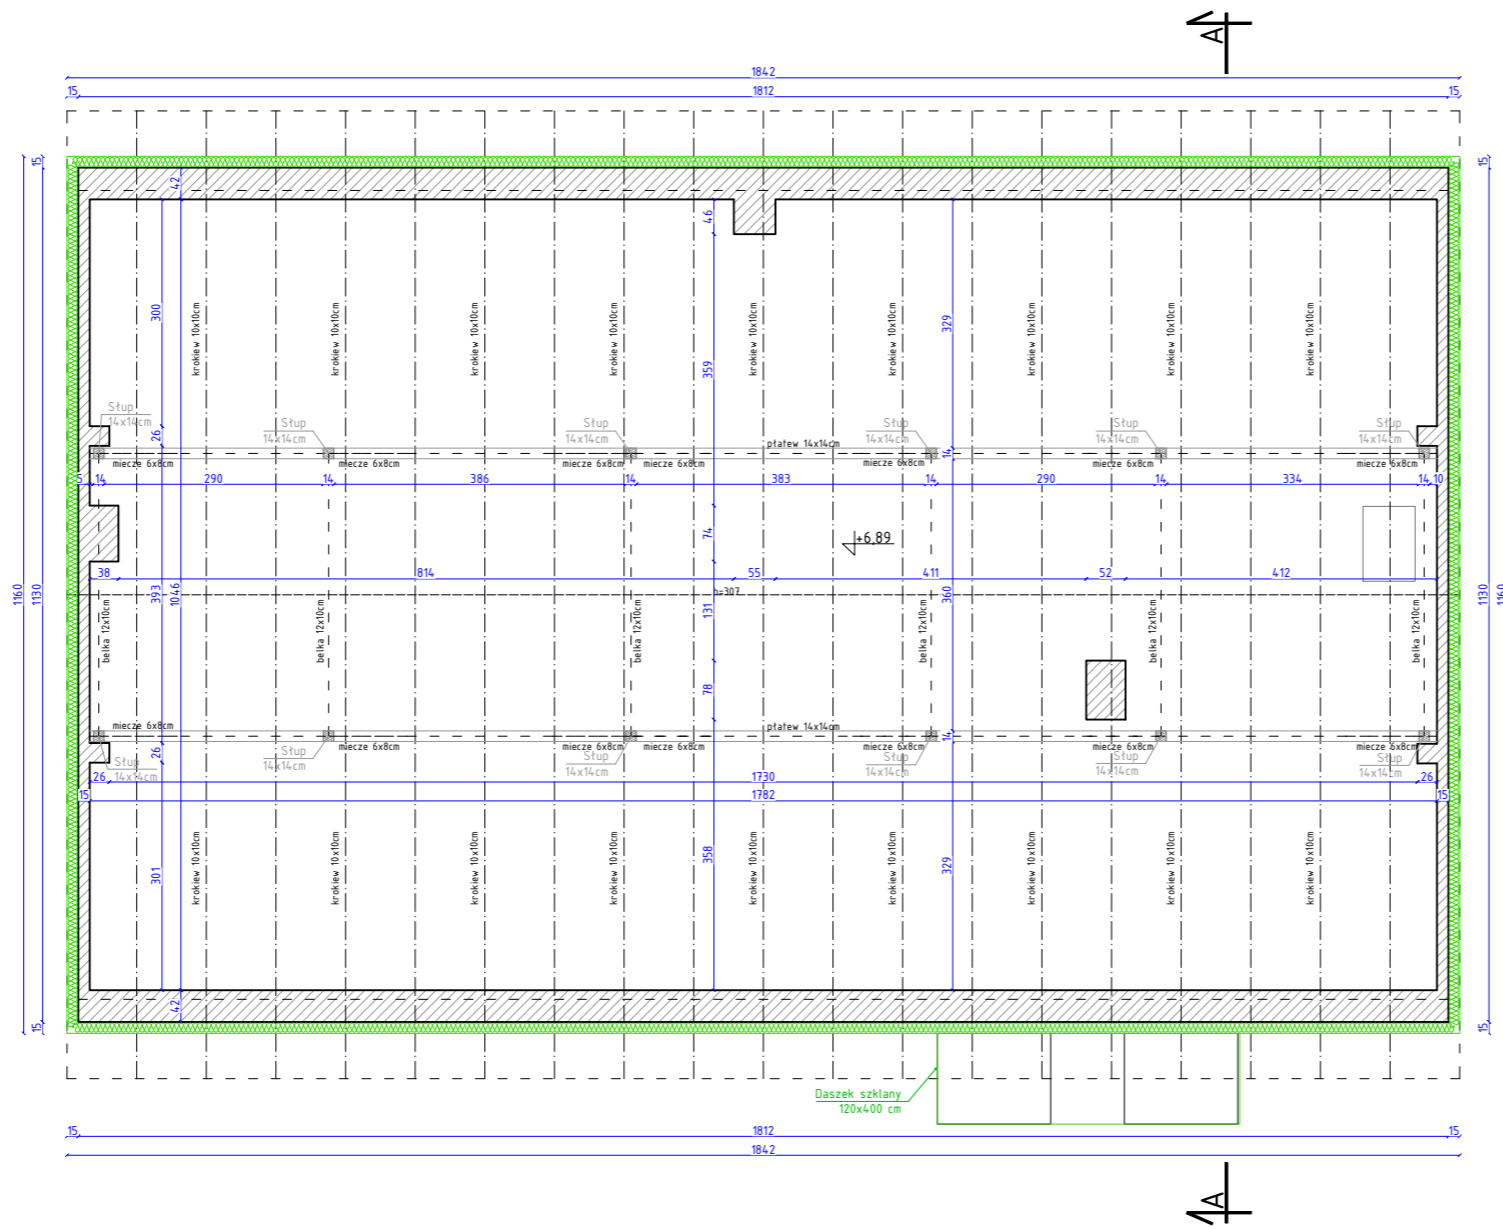 A
1842
15
1812
15
15
15
42
46
300
329
359
krokiew 10x10cm
krokiew 10x10cm
krokiew 10x10cm
krokiew 10x10cm
krokiew 10x10cm
krokiew 10x10cm
krokiew 10x10cm
krokiew 10x10cm
krokiew 10x10cm
Słup
14x14cm
Słup
14x14cm
Słup
14x14cm
Słup
14x14cm
Słup
14x14cm
Słup
14x14cm
26
płatew 14x14cm
14
miecze 6x8cm
miecze 6x8cm
miecze 6x8cm
miecze 6x8cm
miecze 6x8cm
miecze 6x8cm
miecze 6x8cm
5
14
290
14
386
14
383
14
290
14
334
14
10
74
+6,89
38
814
55
411
52
412
1160
1130
393
1046
131
360
1130
1160
belka 12x10cm
belka 12x10cm
belka 12x10cm
belka 12x10cm
belka 12x10cm
belka 12x10cm
78
miecze 6x8cm
płatew 14x14cm
14
26
miecze 6x8cm
miecze 6x8cm
miecze 6x8cm
miecze 6x8cm
miecze 6x8cm
miecze 6x8cm
Słup
14x14cm
Słup
14x14cm
Słup
14x14cm
Słup
14x14cm
Słup
14x14cm
Słup
14x14cm
26
1730
26
15
1782
15
301
358
329
krokiew 10x10cm
krokiew 10x10cm
krokiew 10x10cm
krokiew 10x10cm
krokiew 10x10cm
krokiew 10x10cm
krokiew 10x10cm
krokiew 10x10cm
krokiew 10x10cm
42
15
15
Daszek szklany
120x400 cm
15
1812
15
1842
A